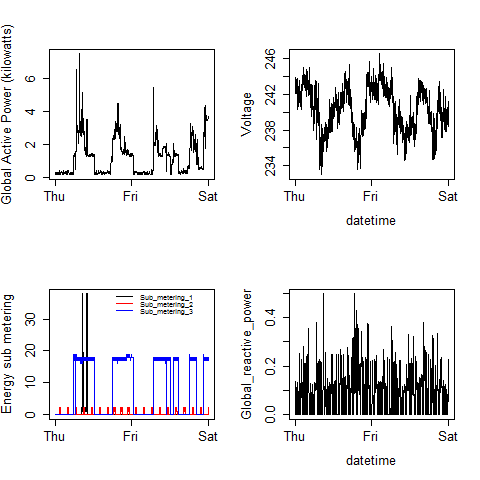 Global Active Power (kilowatts)
0 2 4 6
Thu Fri Sat
Voltage
234 238 242 246
Thu Fri Sat
datetime
Energy sub metering
0 10 20 30
Sub_metering_1
Sub_metering_2
Sub_metering_3
Thu Fri Sat
Global_reactive_power
0.0 0.2 0.4
Thu Fri Sat
datetime